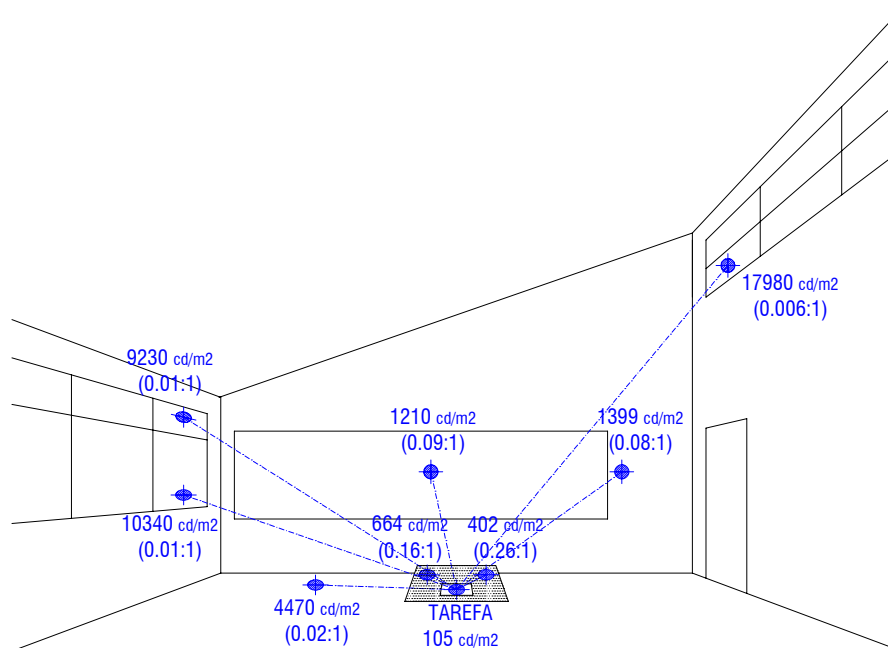 17980 cd/m2
(0.006:1)
9230 cd/m2
(0.01:1)
1210 cd/m2
(0.09:1)
1399 cd/m2
(0.08:1)
10340 cd/m2
(0.01:1)
664 cd/m2
(0.16:1)
402 cd/m2
(0.26:1)
4470 cd/m2
(0.02:1)
TAREFA
105 cd/m2